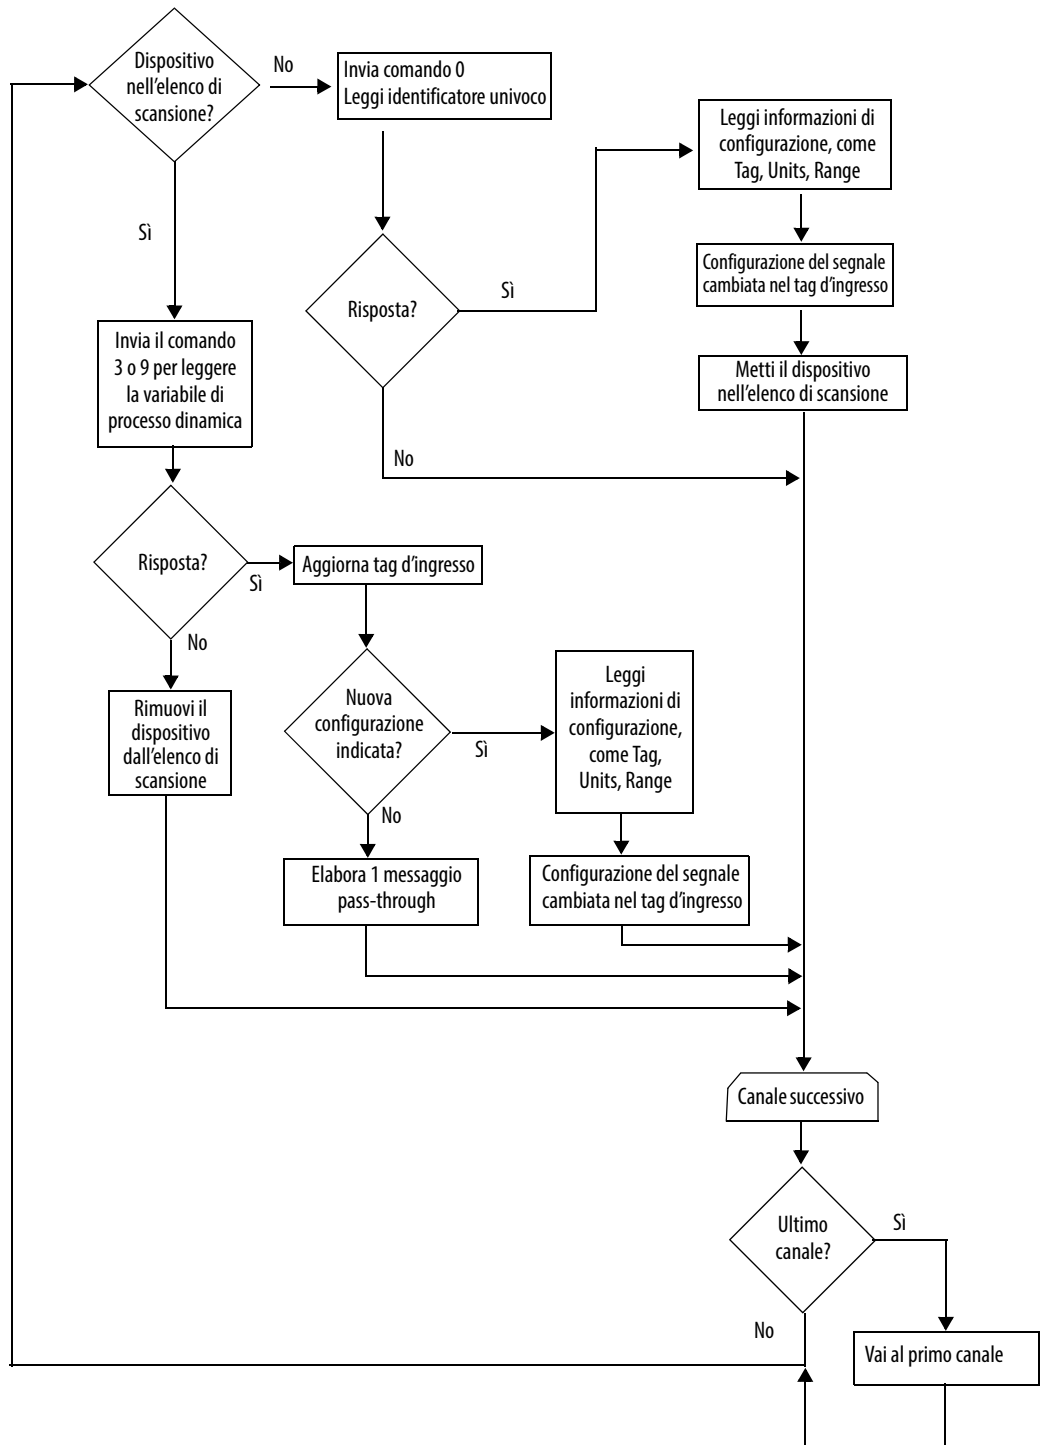 Dispositivo
nell'elenco di
scansione?
No
Invia comando 0
Leggi identificatore univoco
Leggi informazioni di
configurazione, come
Tag, Units, Range
Sì
Configurazione del segnale
cambiata nel tag d'ingresso
Risposta?
Sì
Invia il comando
3 o 9 per leggere
la variabile di
processo dinamica
Metti il dispositivo
nell'elenco di scansione
No
Risposta?
Sì
Aggiorna tag d'ingresso
No
Rimuovi il
dispositivo
dall'elenco di
scansione
Nuova
configurazione
indicata?
Sì
Leggi
informazioni di
configurazione,
come Tag,
Units, Range
No
Elabora 1 messaggio
pass-through
Configurazione del segnale
cambiata nel tag d'ingresso
Canale successivo
Ultimo
canale?
Sì
No
Vai al primo canale